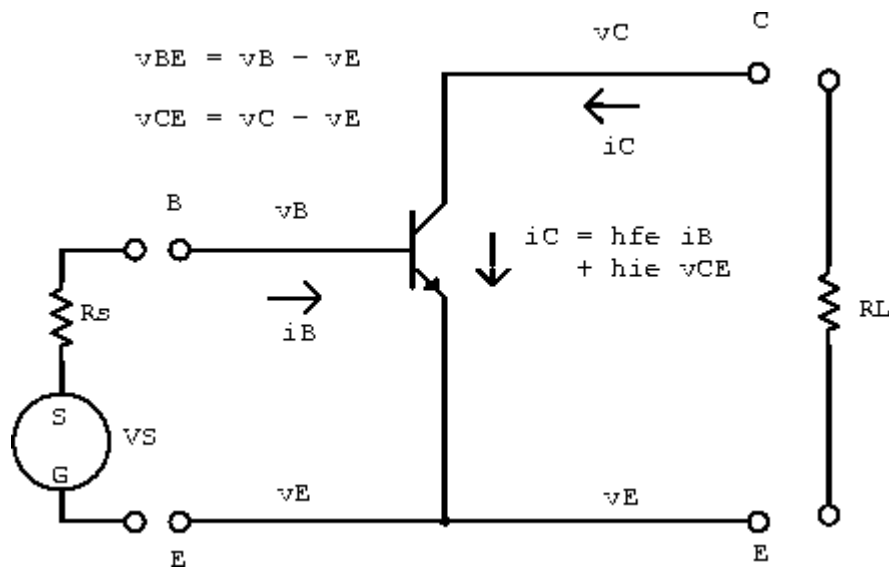 C
vC
vBE = vB - vE
vCE = vC - vE
iC
B
vB
iC = hfe iB
+ hie vCE
Rs
iB
RL
S
VS
G
vE
vE
E
E